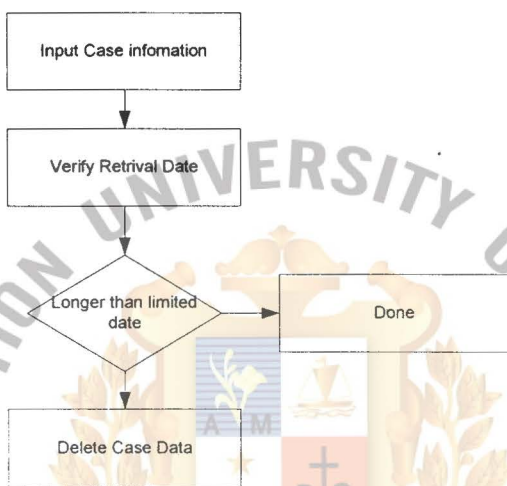 Input Case infomation
Verify Retrival Date
UNIVERSITY
Longer than limited
date
Done
A M
Delete Case Data